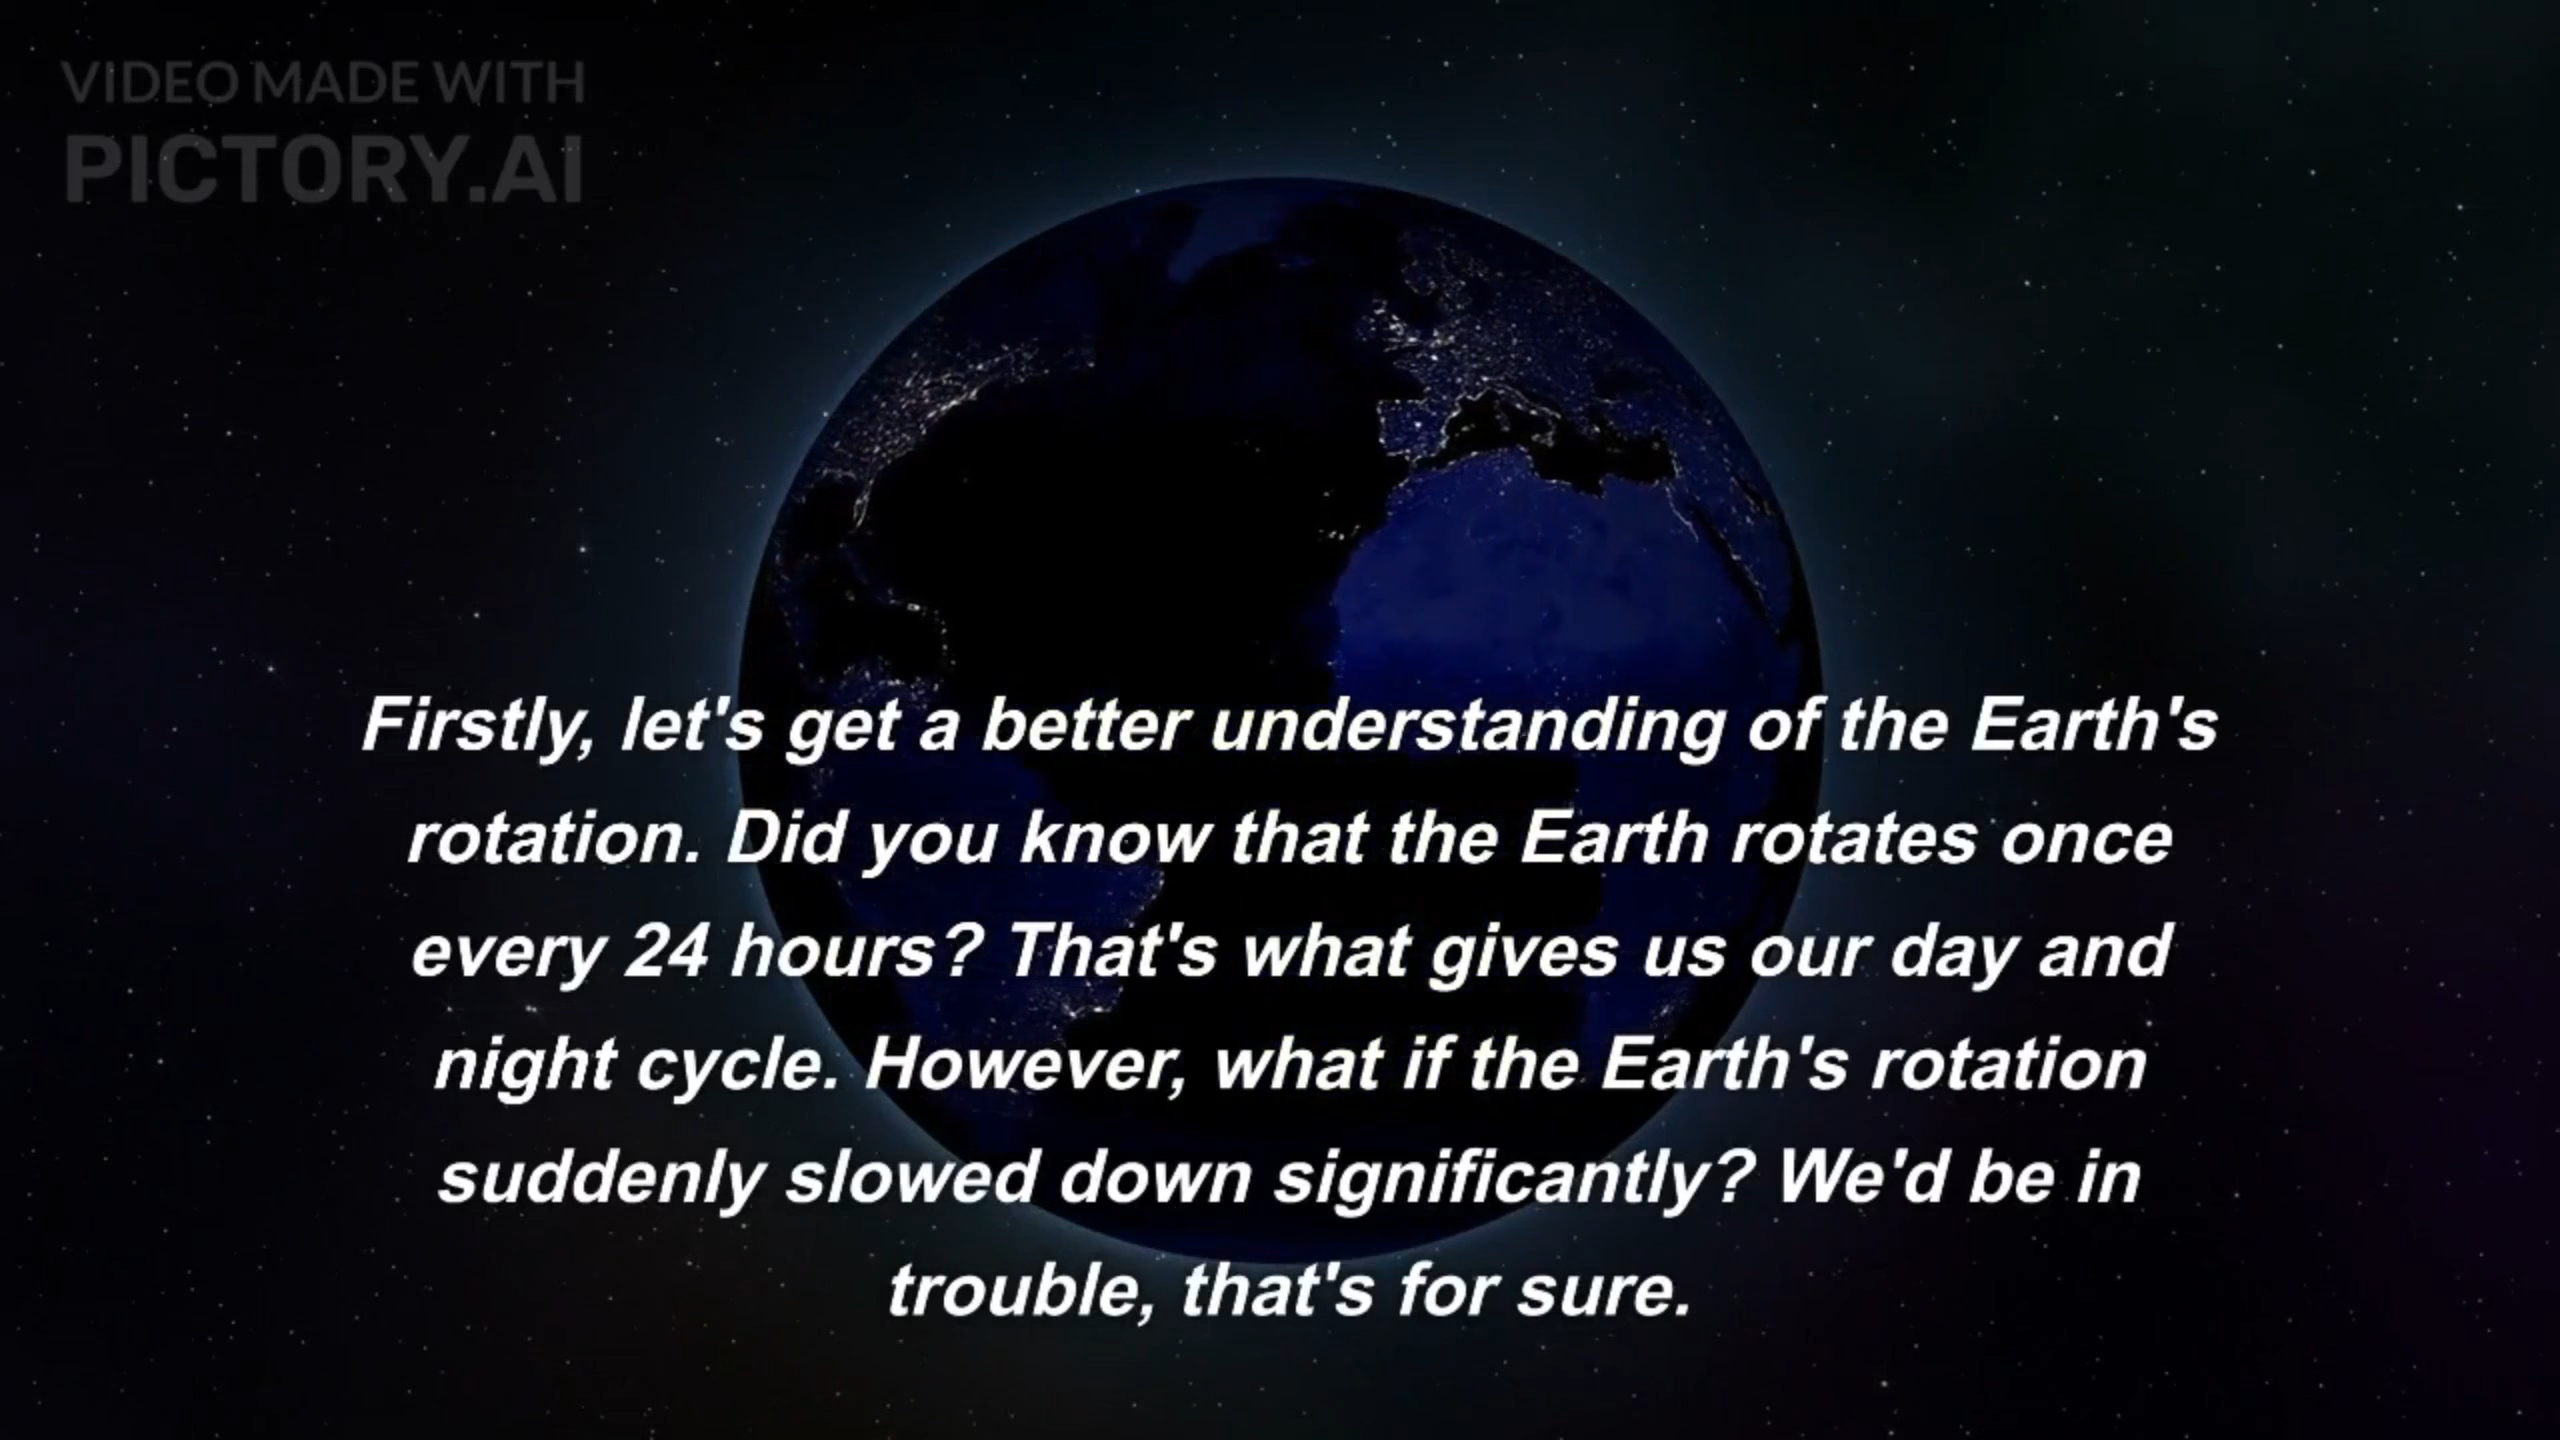 VIDEO MADE WITH
PICTORY.AI
Firstly, let's get a better understanding of the Earth's
rotation. Did you know that the Earth rotates once
every 24 hours? That's what gives us our day and
night cycle. However, what if the Earth's rotation
suddenly slowed down significantly? We'd be in
trouble, that's for sure.